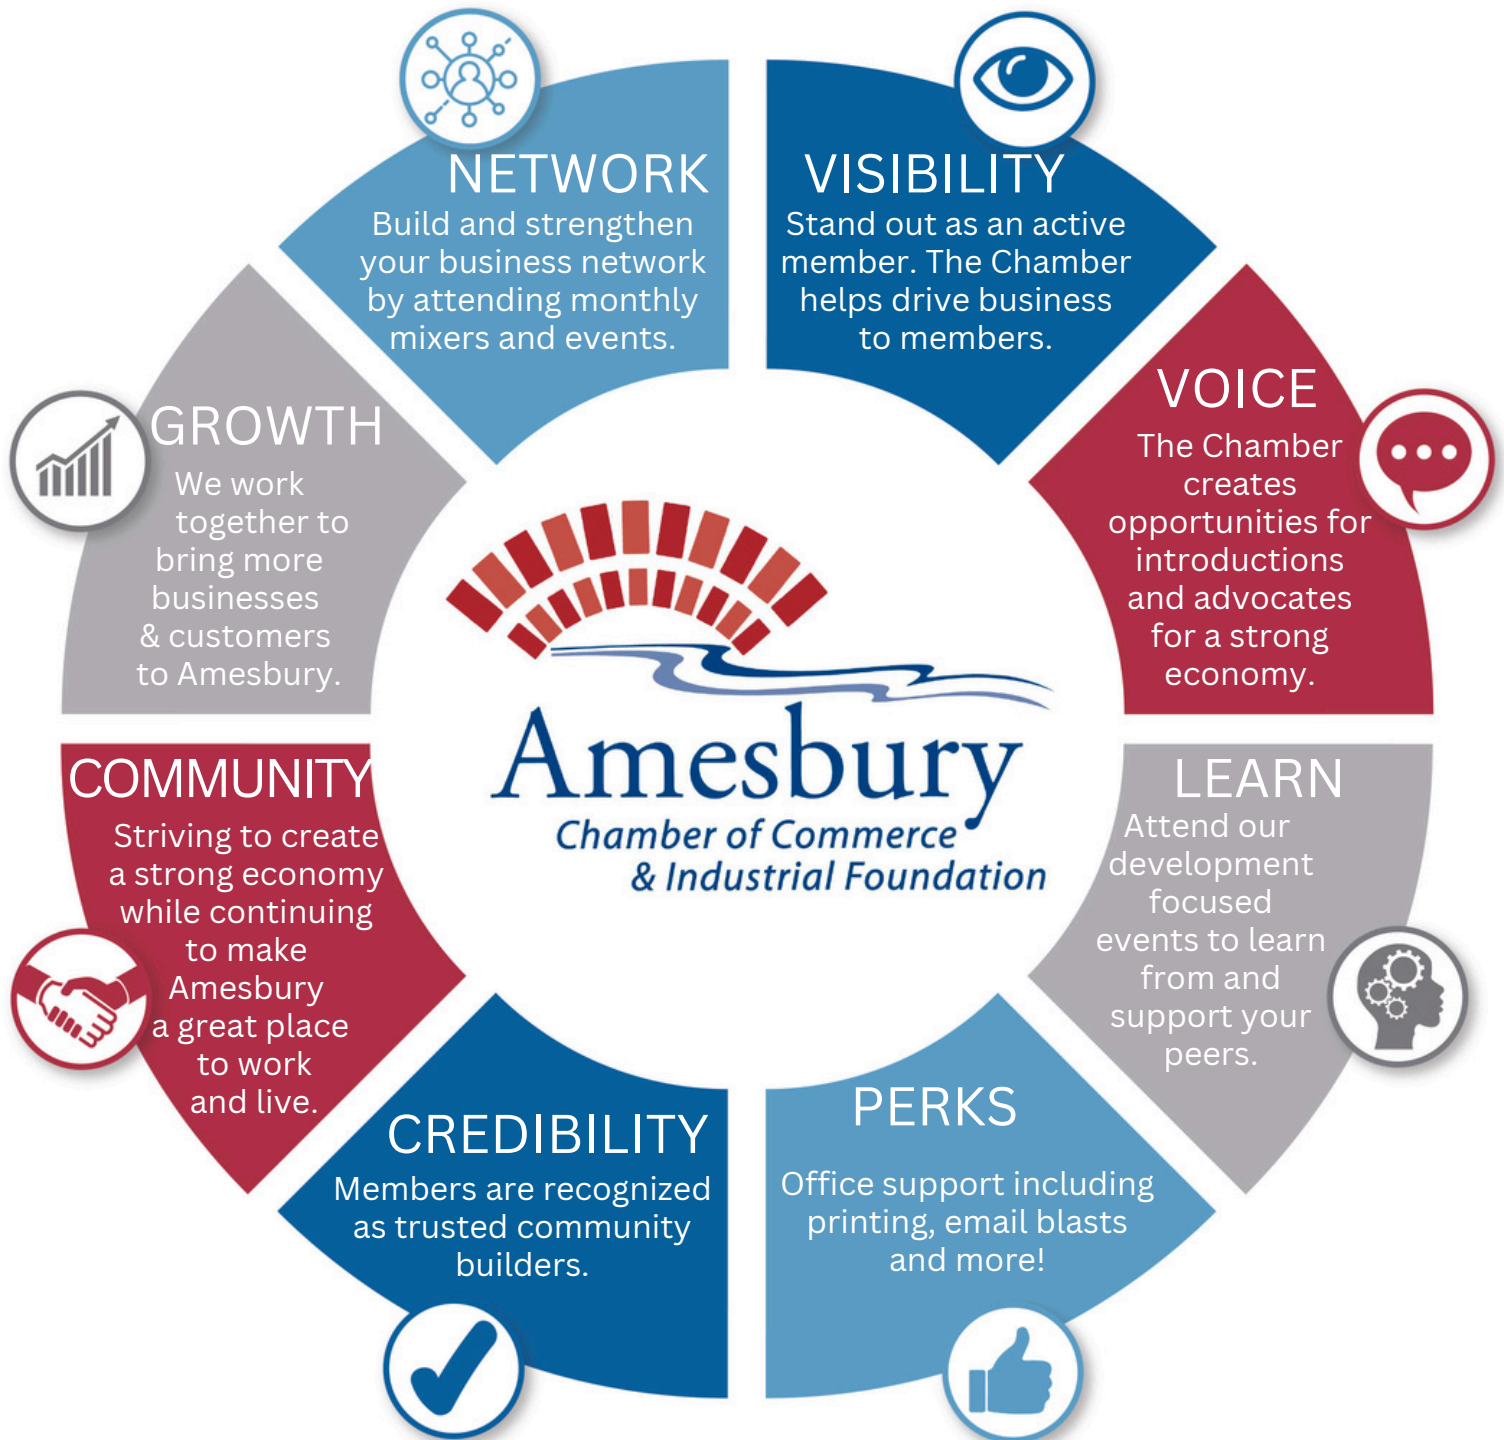 NETWORK
Build and strengthen
your business network
by attending monthly
mixers and events.
VISIBILITY
Stand out as an active
member. The Chamber
helps drive business
to members.
VOICE
The Chamber
creates
opportunities for
introductions
and advocates
for a strong
economy.
LEARN
Attend our
development
focused
events to learn
from and
support your
peers.
PERKS
Office support including
printing, email blasts
and more!
CREDIBILITY
Members are recognized
as trusted community
builders.
COMMUNITY
Striving to create
a strong economy
while continuing
to make
Amesbury
a great place
to work
and live.
GROWTH
We work
together to
bring more
businesses
& customers
to Amesbury.
Amesbury
Chamber of Commerce
& Industrial Foundation